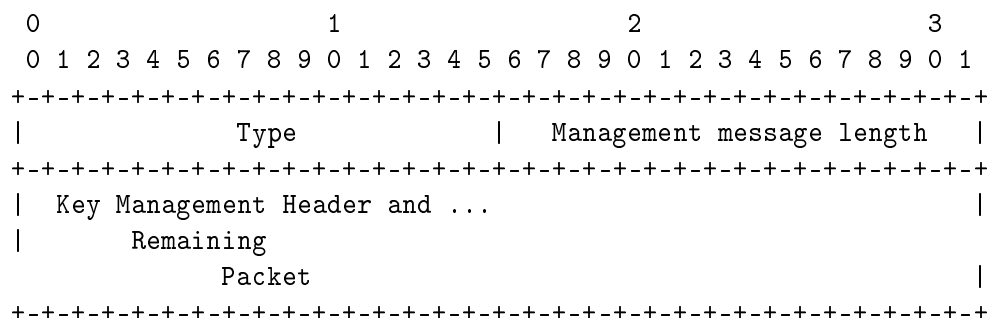 0                   1                   2                   3
 0 1 2 3 4 5 6 7 8 9 0 1 2 3 4 5 6 7 8 9 0 1 2 3 4 5 6 7 8 9 0 1
+-+-+-+-+-+-+-+-+-+-+-+-+-+-+-+-+-+-+-+-+-+-+-+-+-+-+-+-+-+-+-+-+
|              Type             |   Management message length   |
+-+-+-+-+-+-+-+-+-+-+-+-+-+-+-+-+-+-+-+-+-+-+-+-+-+-+-+-+-+-+-+-+
|  Key Management Header and ...                                |
|       Remaining
              Packet                                            |
+-+-+-+-+-+-+-+-+-+-+-+-+-+-+-+-+-+-+-+-+-+-+-+-+-+-+-+-+-+-+-+-+